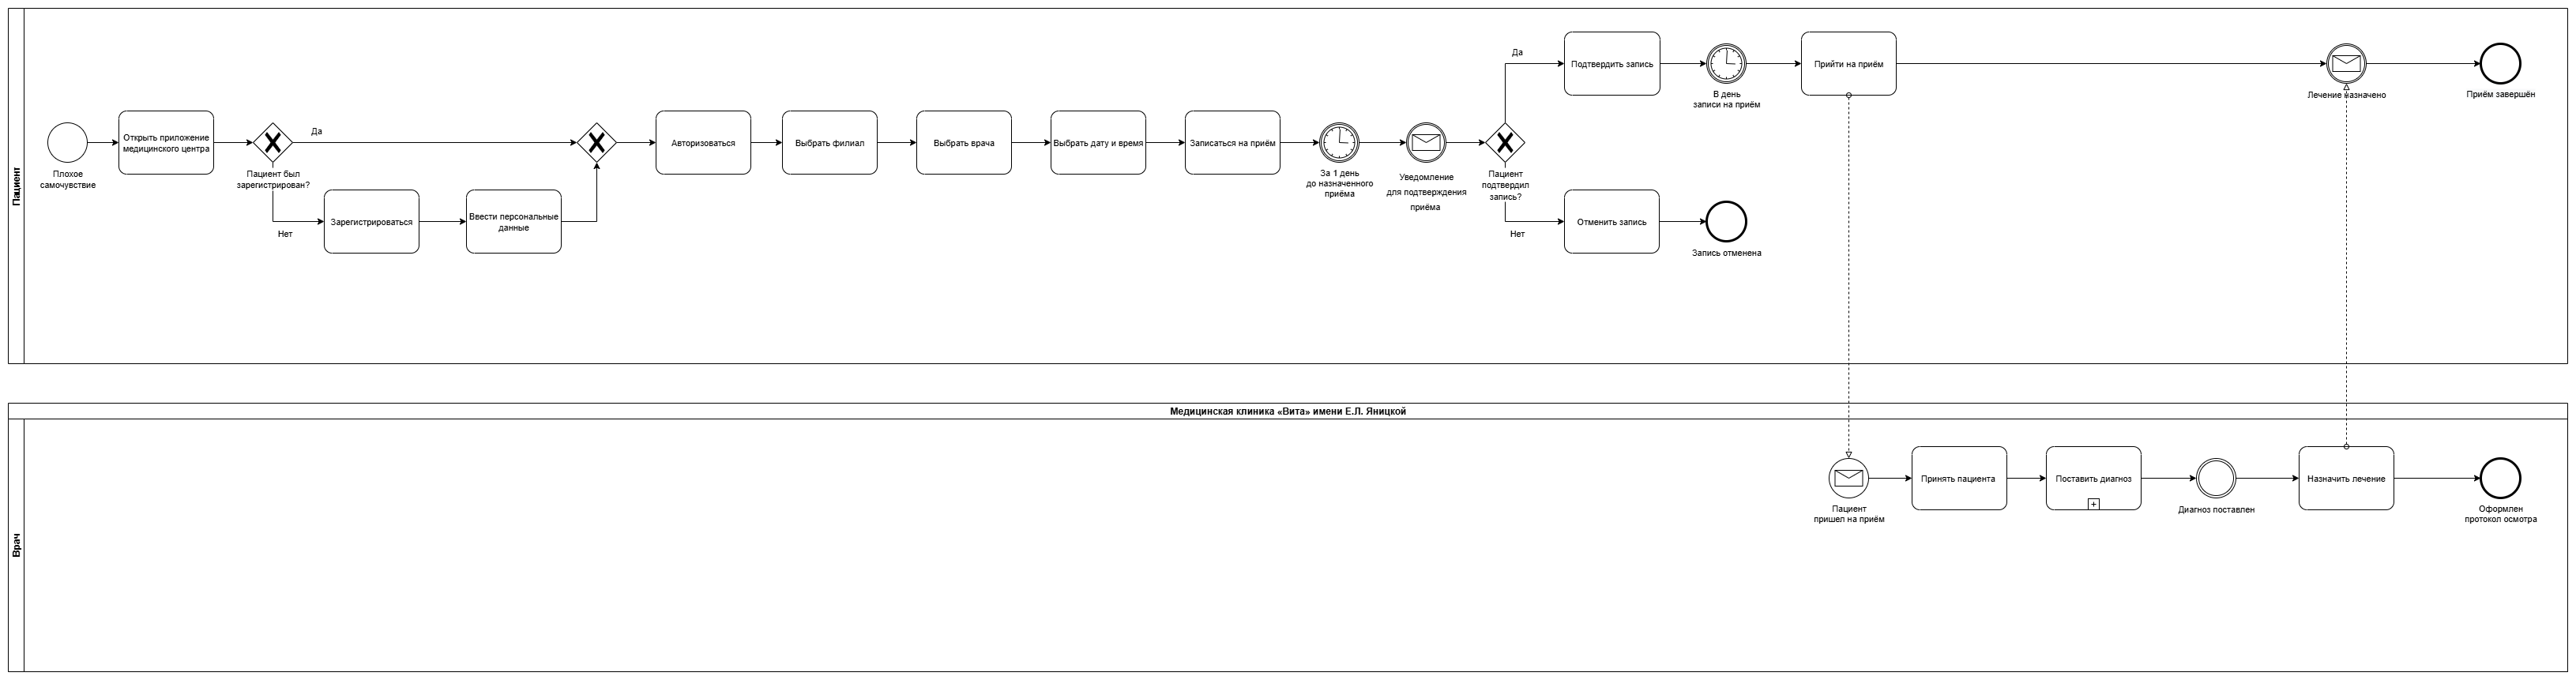 Пациент
Плохое
самочувствие
Открыть приложение
медицинского центра
Пациент был
зарегистрирован?
Да
Нет
Зарегистрироваться
Ввести персональные
данные
Авторизоваться
Выбрать филиал
Выбрать врача
Выбрать дату и время
Записаться на приём
За 1 день
до назначенного
приёма
Уведомление
для подтверждения
приёма
Пациент
подтвердил
запись?
Да
Подтвердить запись
В день
записи на приём
Прийти на приём
Лечение назначено
Приём завершён
Нет
Отменить запись
Запись отменена
Медицинская клиника «Вита» имени Е.Л. Яницкой
Врач
Пациент
пришел на приём
Принять пациента
Поставить диагноз
Диагноз поставлен
Назначить лечение
Оформлен
протокол осмотра